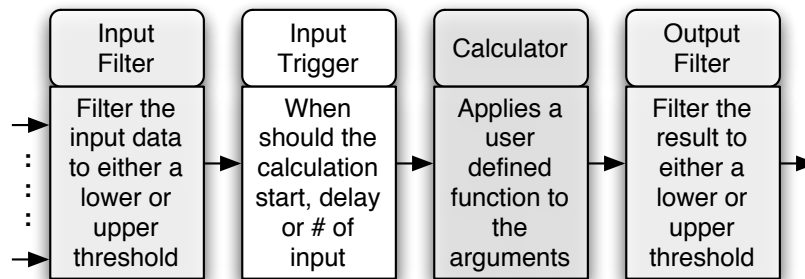 Input
Filter
Filter the
input data
to either a
lower or
upper
threshold
Input
Trigger
When
should the
calculation
start, delay
or # of
input
Calculator
Applies a
user
defined
function to
the
arguments
Output
Filter
Filter the
result to
either a
lower or
upper
threshold